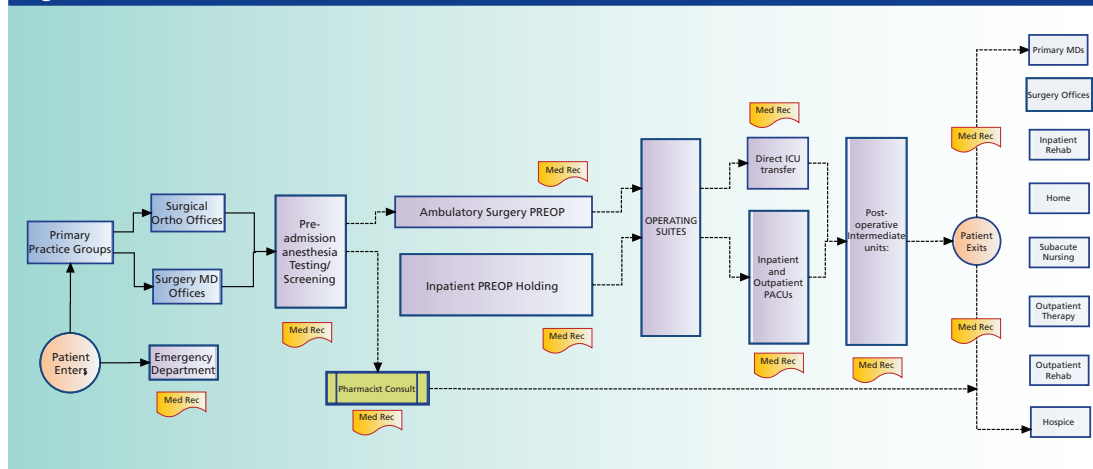 Primary MDs
Surgery Offices
Inpatient
Rehab
Home
Subacute
Nursing
Outpatient
Therapy
Outpatient
Rehab
Hospice
Med Rec
Med Rec
Patient
Exits
Post-
operative
Intermediate
units:
Med Rec
Med Rec
Direct ICU
transfer
Inpatient
and
Outpatient
PACUs
Med Rec
OPERATING
SUITES
Med Rec
Ambulatory Surgery PREOP
Inpatient PREOP Holding
Med Rec
Pre-
admission
anesthesia
Testing/
Screening
Med Rec
Pharmacist Consult
Med Rec
Surgical
Ortho Offices
Surgery MD
Offices
Primary
Practice Groups
Patient
Enters
Emergency
Department
Med Rec